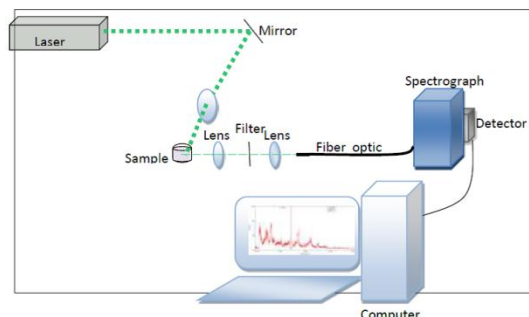 Laser
Mirror
Spectrograph
Detector
Lens
Filter
Lens
Sample
Fiber optic
Computer